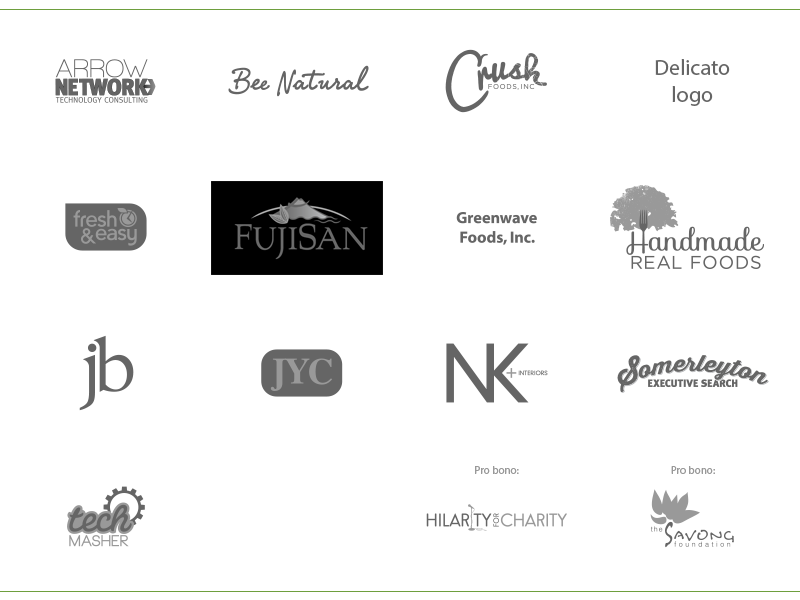 ARROW
NETWORK
TECHNOLOGY CONSULTING
Bee Natural
Crush
FOODS, INC
Delicato
logo
fresh
&easy
FUJISAN
Greenwave
Foods, Inc.
Handmade
REAL FOODS
jb
JYC
NK
+ INTERIORS
Somerleyton
EXECUTIVE SEARCH
tech
MASHER
Pro bono:
HILARITY FOR CHARITY
Pro bono:
the SAVONG
foundation